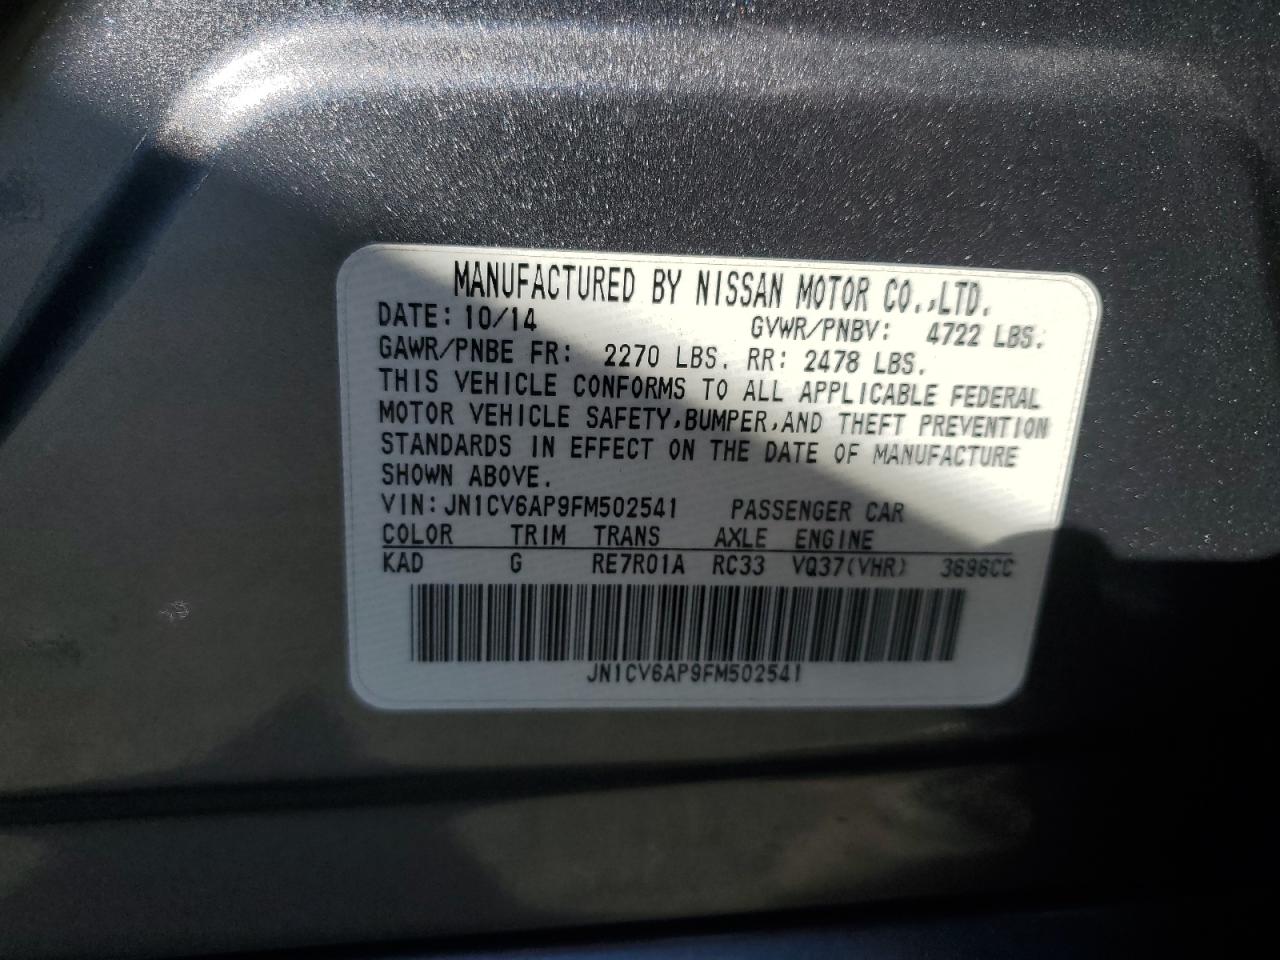 MANUFACTURED BY NISSAN MOTOR CO.,LTD.
DATE: 10/14 GVWR/PNBV: 4722 LBS.
GAWR/PNBE FR: 2270 LBS. RR: 2478 LBS.
THIS VEHICLE CONFORMS TO ALL APPLICABLE FEDERAL
MOTOR VEHICLE SAFETY,BUMPER,AND THEFT PREVENTION
STANDARDS IN EFFECT ON THE DATE OF MANUFACTURE
SHOWN ABOVE.
VIN:JN1CV6AP9FM502541 PASSENGER CAR
COLOR TRIM TRANS AXLE ENGINE
KAD G RE7R01A RC33 VQ37(VHR) 3696CC
JN1CV6AP9FM502541